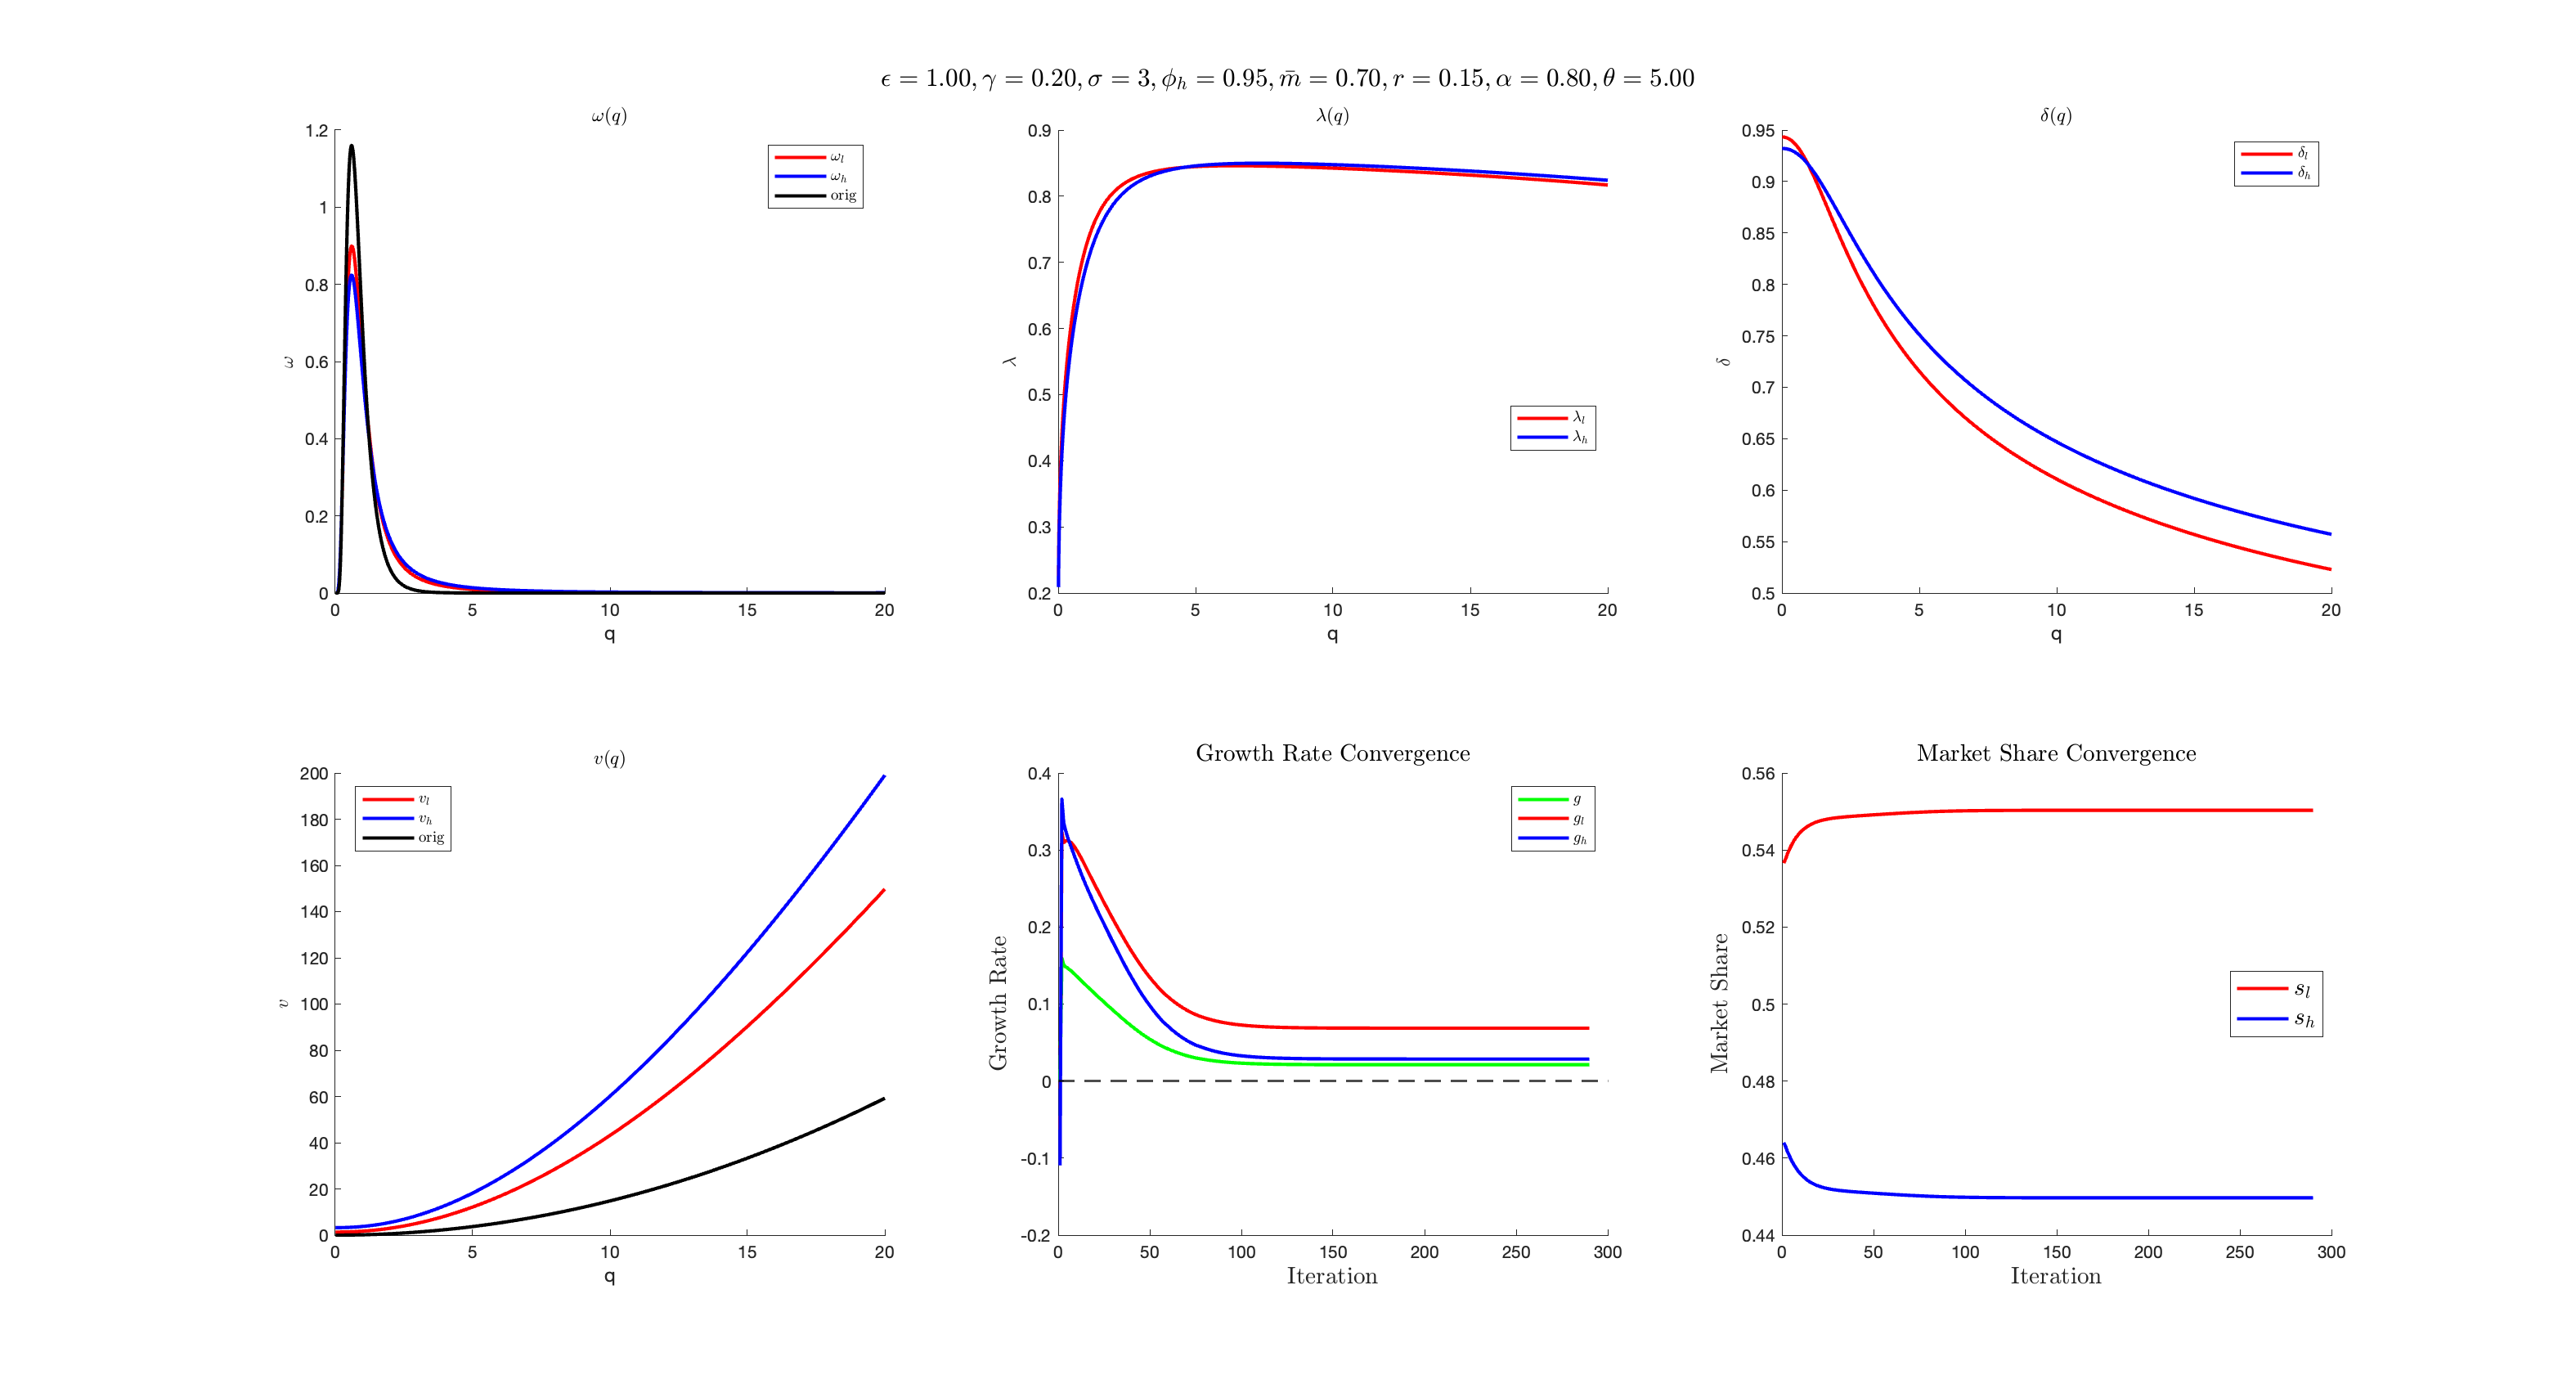 ϵ = 1.00, γ = 0.20, σ = 3, ϕ_h = 0.95, m̄ = 0.70, r = 0.15, α = 0.80, θ = 5.00
ω(q)
1.2
1
0.8
0.6
0.4
0.2
0
ω
0 5 10 15 20
q
ω_l
ω_h
orig
λ(q)
0.9
0.8
0.7
0.6
0.5
0.4
0.3
0.2
λ
0 5 10 15 20
q
λ_l
λ_h
δ(q)
0.95
0.9
0.85
0.8
0.75
0.7
0.65
0.6
0.55
0.5
δ
0 5 10 15 20
q
δ_l
δ_h
v(q)
200
180
160
140
120
100
80
60
40
20
0
v
0 5 10 15 20
q
v_l
v_h
orig
Growth Rate Convergence
0.4
0.3
0.2
0.1
0
-0.1
-0.2
Growth Rate
0 50 100 150 200 250 300
Iteration
g
g_l
g_h
Market Share Convergence
0.56
0.54
0.52
0.5
0.48
0.46
0.44
Market Share
0 50 100 150 200 250 300
Iteration
s_l
s_h